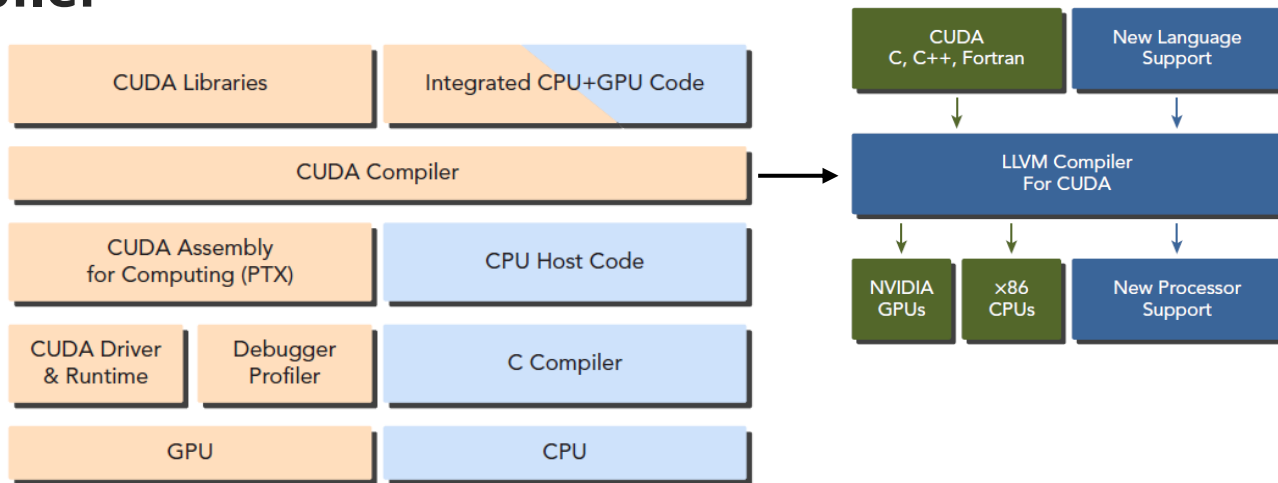 CUDA Libraries
Integrated CPU+GPU Code
CUDA Compiler
CUDA Assembly
for Computing (PTX)
CPU Host Code
CUDA Driver
& Runtime
Debugger
Profiler
C Compiler
GPU
CPU
CUDA
C, C++, Fortran
New Language
Support
LLVM Compiler
For CUDA
NVIDIA
GPUs
×86
CPUs
New Processor
Support